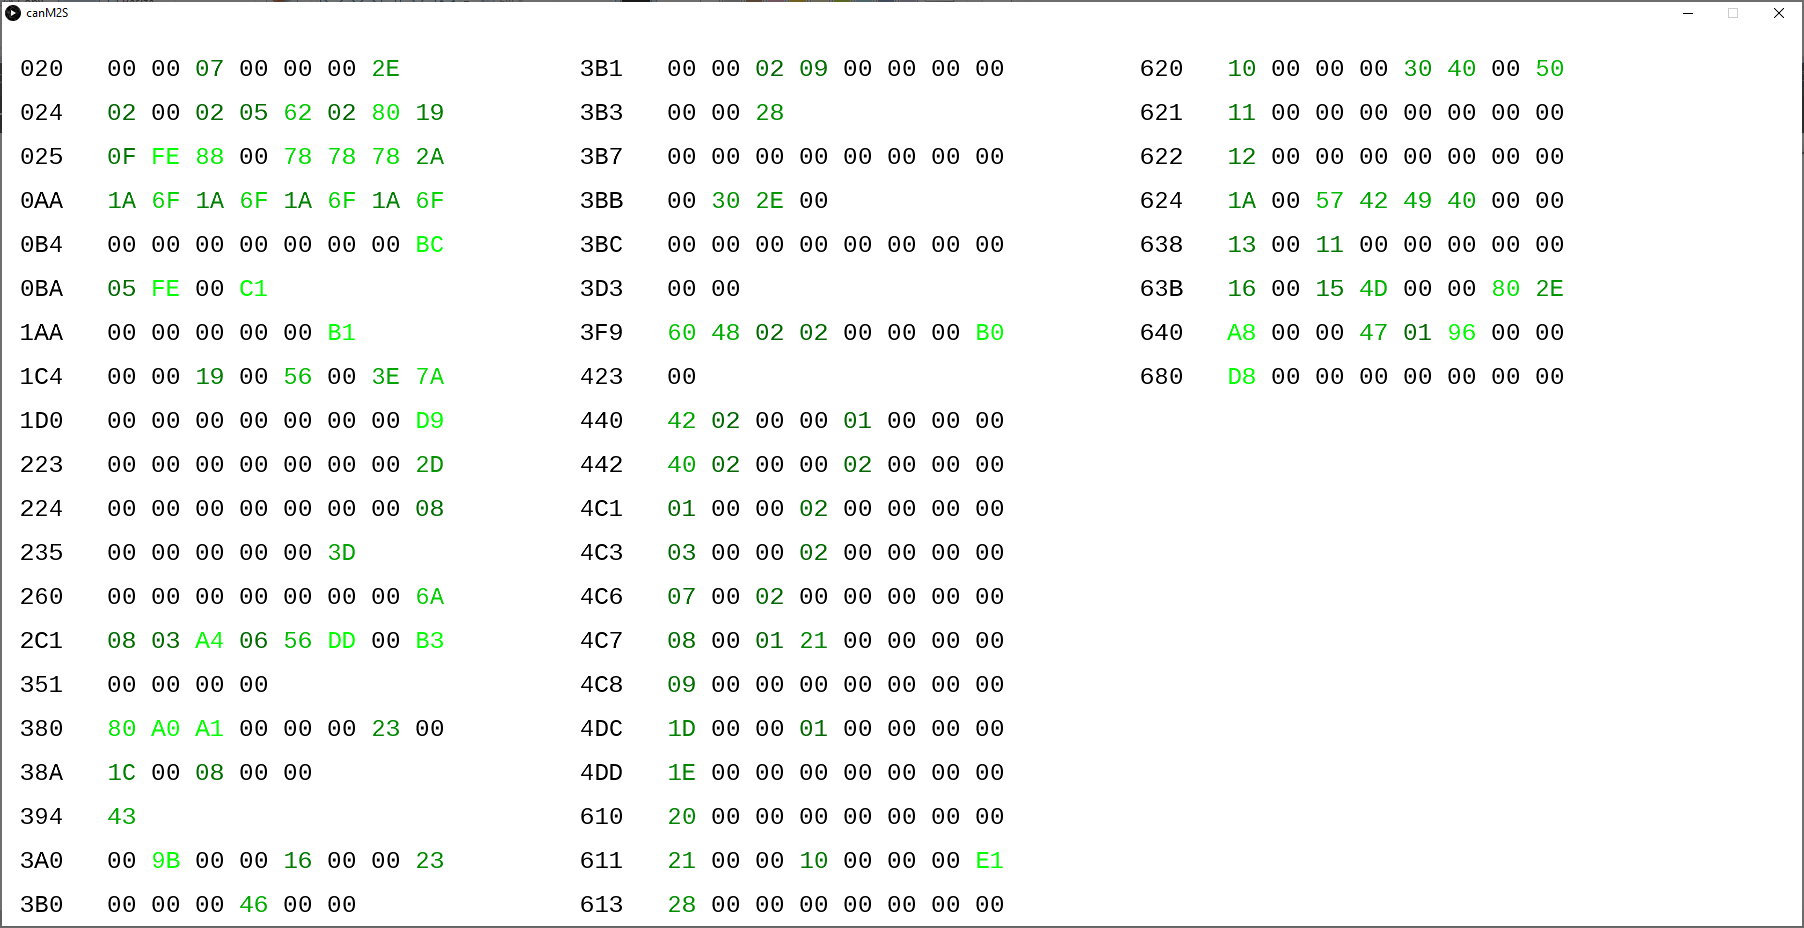 canM2S
020 00 00 07 00 00 00 2E
024 02 00 02 05 62 02 80 19
025 0F FE 88 00 78 78 78 2A
0AA 1A 6F 1A 6F 1A 6F 1A 6F
0B4 00 00 00 00 00 00 00 BC
0BA 05 FE 00 C1
1AA 00 00 00 00 00 B1
1C4 00 00 19 00 56 00 3E 7A
1D0 00 00 00 00 00 00 00 D9
223 00 00 00 00 00 00 00 2D
224 00 00 00 00 00 00 00 08
235 00 00 00 00 00 3D
260 00 00 00 00 00 00 00 6A
2C1 08 03 A4 06 56 DD 00 B3
351 00 00 00 00
380 80 A0 A1 00 00 00 23 00
38A 1C 00 08 00 00
394 43
3A0 00 9B 00 00 16 00 00 23
3B0 00 00 00 46 00 00
3B1 00 00 02 09 00 00 00 00
3B3 00 00 28
3B7 00 00 00 00 00 00 00 00
3BB 00 30 2E 00
3BC 00 00 00 00 00 00 00 00
3D3 00 00
3F9 60 48 02 02 00 00 00 B0
423 00
440 42 02 00 00 01 00 00 00
442 40 02 00 00 02 00 00 00
4C1 01 00 00 02 00 00 00 00
4C3 03 00 00 02 00 00 00 00
4C6 07 00 02 00 00 00 00 00
4C7 08 00 01 21 00 00 00 00
4C8 09 00 00 00 00 00 00 00
4DC 1D 00 00 01 00 00 00 00
4DD 1E 00 00 00 00 00 00 00
610 20 00 00 00 00 00 00 00
611 21 00 00 10 00 00 00 E1
613 28 00 00 00 00 00 00 00
620 10 00 00 00 30 40 00 50
621 11 00 00 00 00 00 00 00
622 12 00 00 00 00 00 00 00
624 1A 00 57 42 49 40 00 00
638 13 00 11 00 00 00 00 00
63B 16 00 15 4D 00 00 80 2E
640 A8 00 00 47 01 96 00 00
680 D8 00 00 00 00 00 00 00